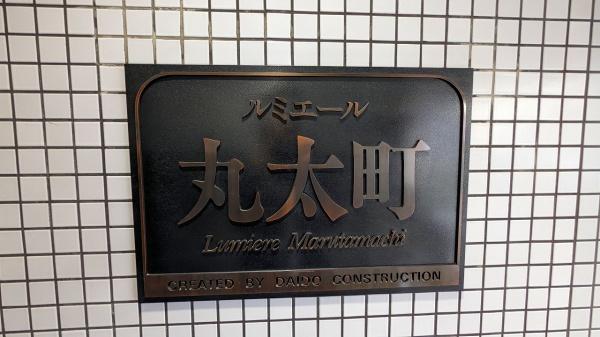 ルミエール
丸太町
Lumiere Marutamachi
CREATED BY DAIDO CONSTRUCTION